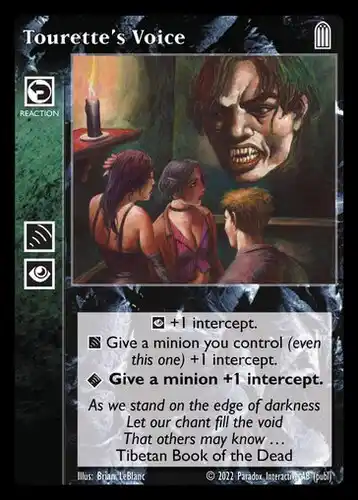 Tourette's Voice
REACTION
+1 intercept.
Give a minion you control (even
this one) +1 intercept.
Give a minion +1 intercept.
As we stand on the edge of darkness
Let our chant fill the void
That others may know ...
Tibetan Book of the Dead
Illus: Brian LeBlanc © 2022 Paradox Interactive AB (publ)